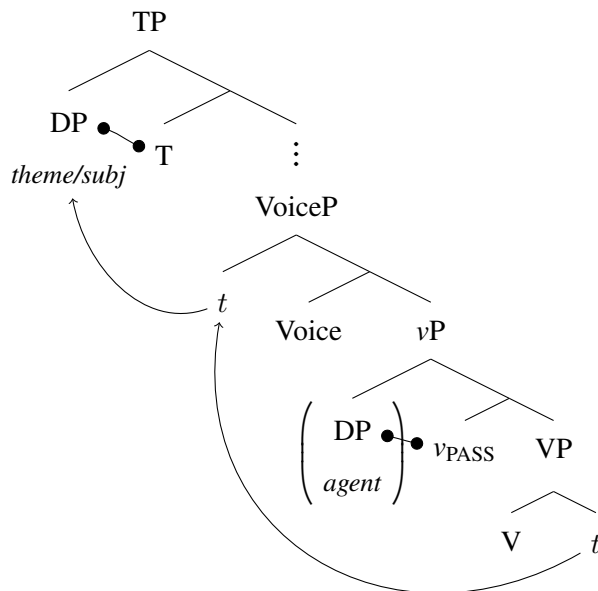 TP
DP
T
theme/subj
⋮
VoiceP
t
Voice
vP
DP
agent
vPASS
VP
V
t